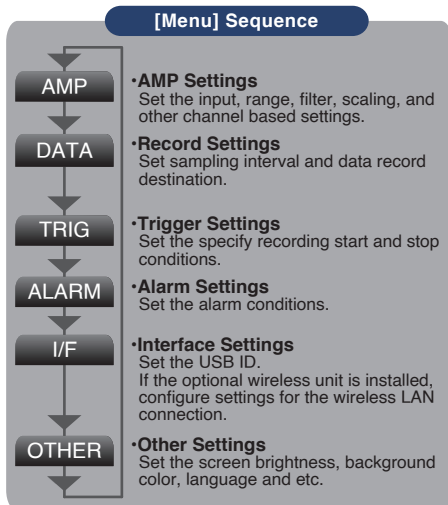 [Menu] Sequence
AMP
•AMP Settings
Set the input, range, filter, scaling, and
other channel based settings.
DATA
•Record Settings
Set sampling interval and data record
destination.
TRIG
•Trigger Settings
Set the specify recording start and stop
conditions.
ALARM
•Alarm Settings
Set the alarm conditions.
I/F
•Interface Settings
Set the USB ID.
If the optional wireless unit is installed,
configure settings for the wireless LAN
connection.
OTHER
•Other Settings
Set the screen brightness, background
color, language and etc.